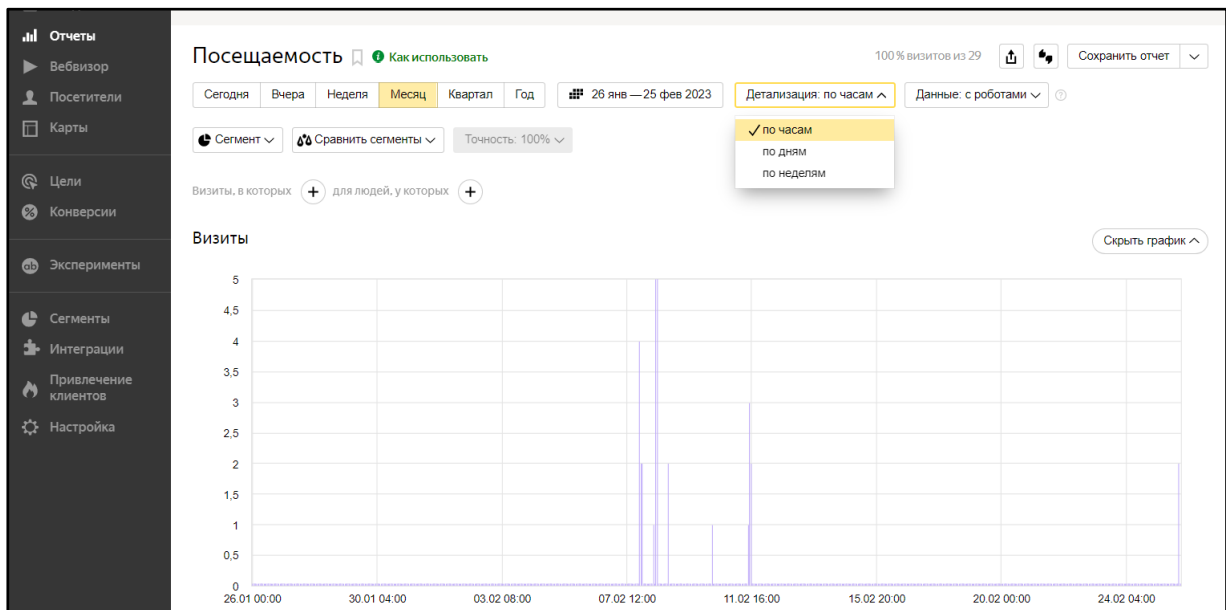 Отчеты
Вебвизор
Посетители
Карты
Цели
Конверсии
Эксперименты
Сегменты
Интеграции
Привлечение
клиентов
Настройка
Посещаемость Как использовать
100 % визитов из 29 Сохранить отчет
Сегодня Вчера Неделя Месяц Квартал Год 26 янв — 25 фев 2023 Детализация: по часам Данные: с роботами
по часам
по дням
по неделям
Сегмент Сравнить сегменты Точность: 100%
Визиты, в которых + для людей, у которых +
Визиты
Скрыть график
5
4,5
4
3,5
3
2,5
2
1,5
1
0,5
0
26.01 00:00 30.01 04:00 03.02 08:00 07.02 12:00 11.02 16:00 15.02 20:00 20.02 00:00 24.02 04:00